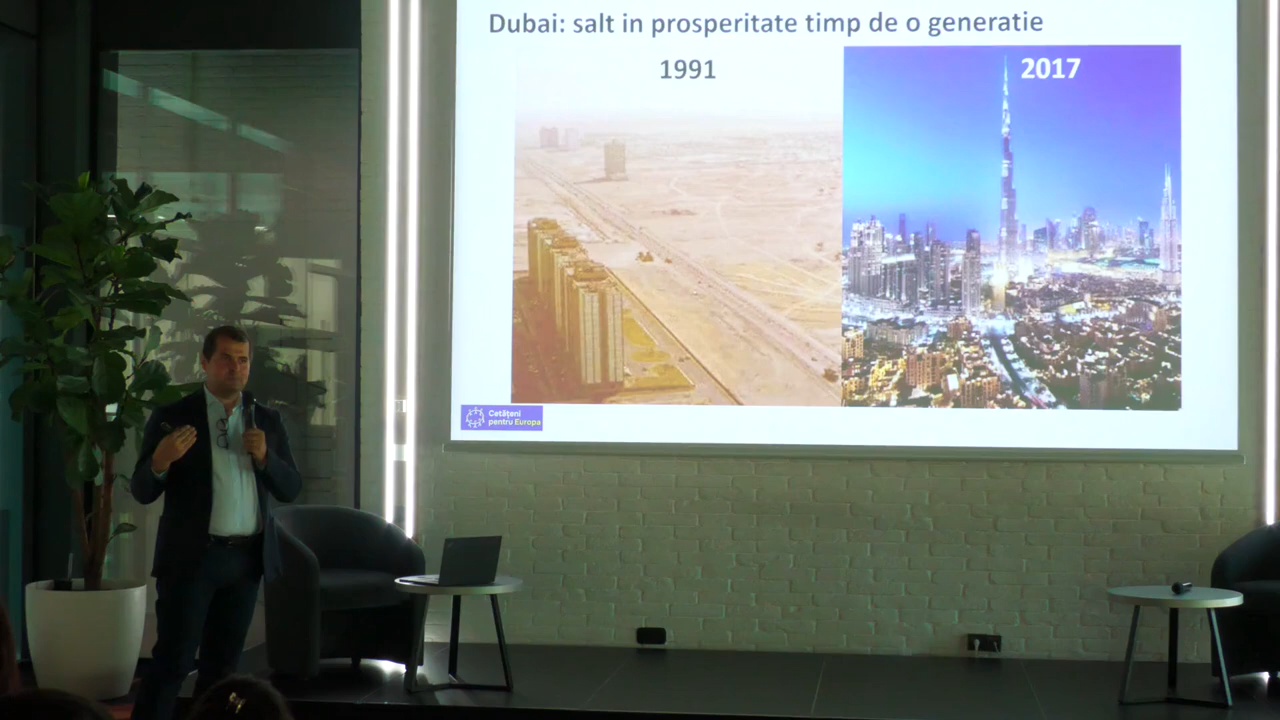 Dubai: salt in prosperitate timp de o generatie
1991
2017
Cetățeni
pentru Europa